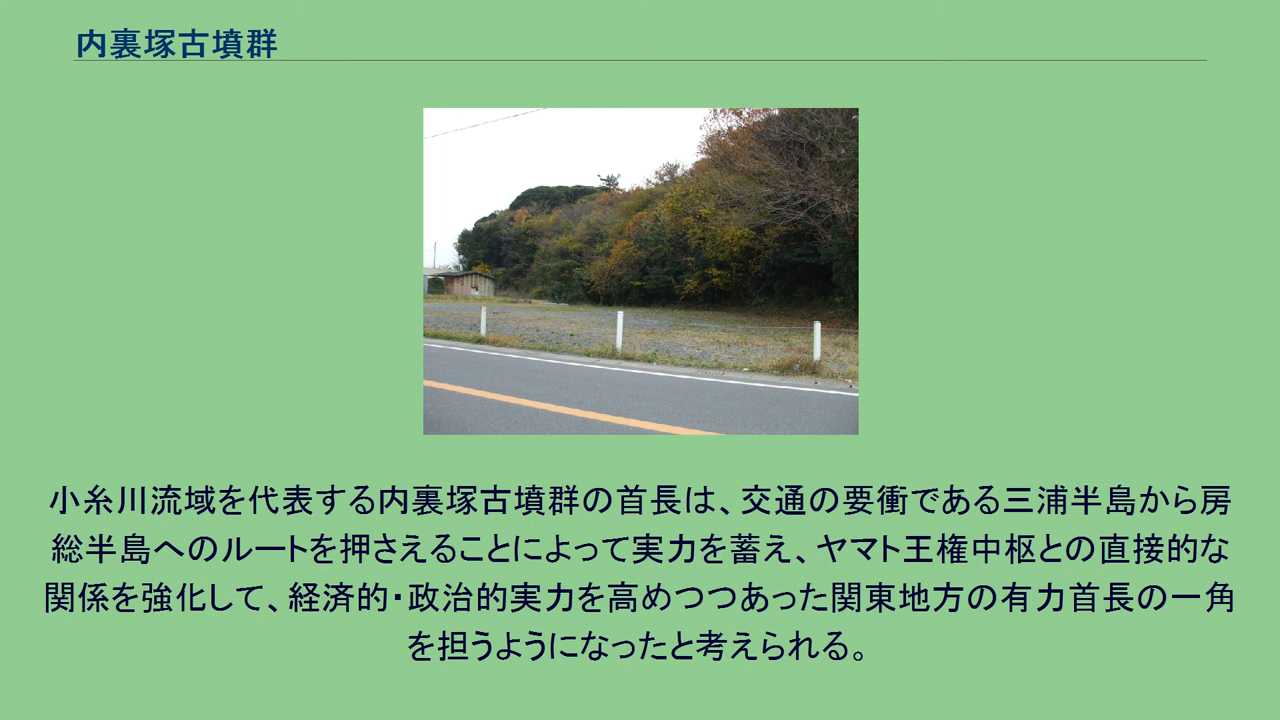 内裏塚古墳群
小糸川流域を代表する内裏塚古墳群の首長は、交通の要衝である三浦半島から房
総半島へのルートを押さえることによって実力を蓄え、ヤマト王権中枢との直接的な
関係を強化して、経済的・政治的実力を高めつつあった関東地方の有力首長の一角
を担うようになったと考えられる。